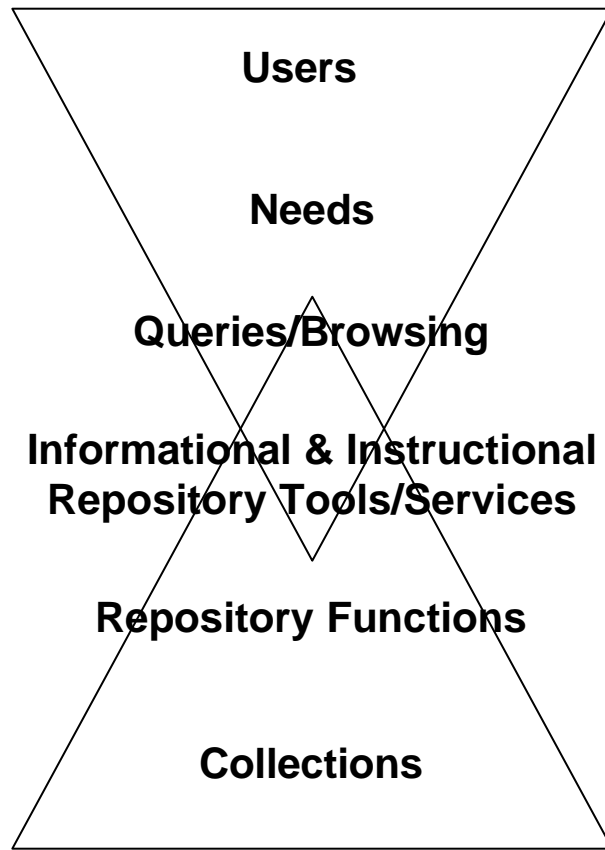 Users
Needs
Queries/Browsing
Informational & Instructional
Repository Tools/Services
Repository Functions
Collections